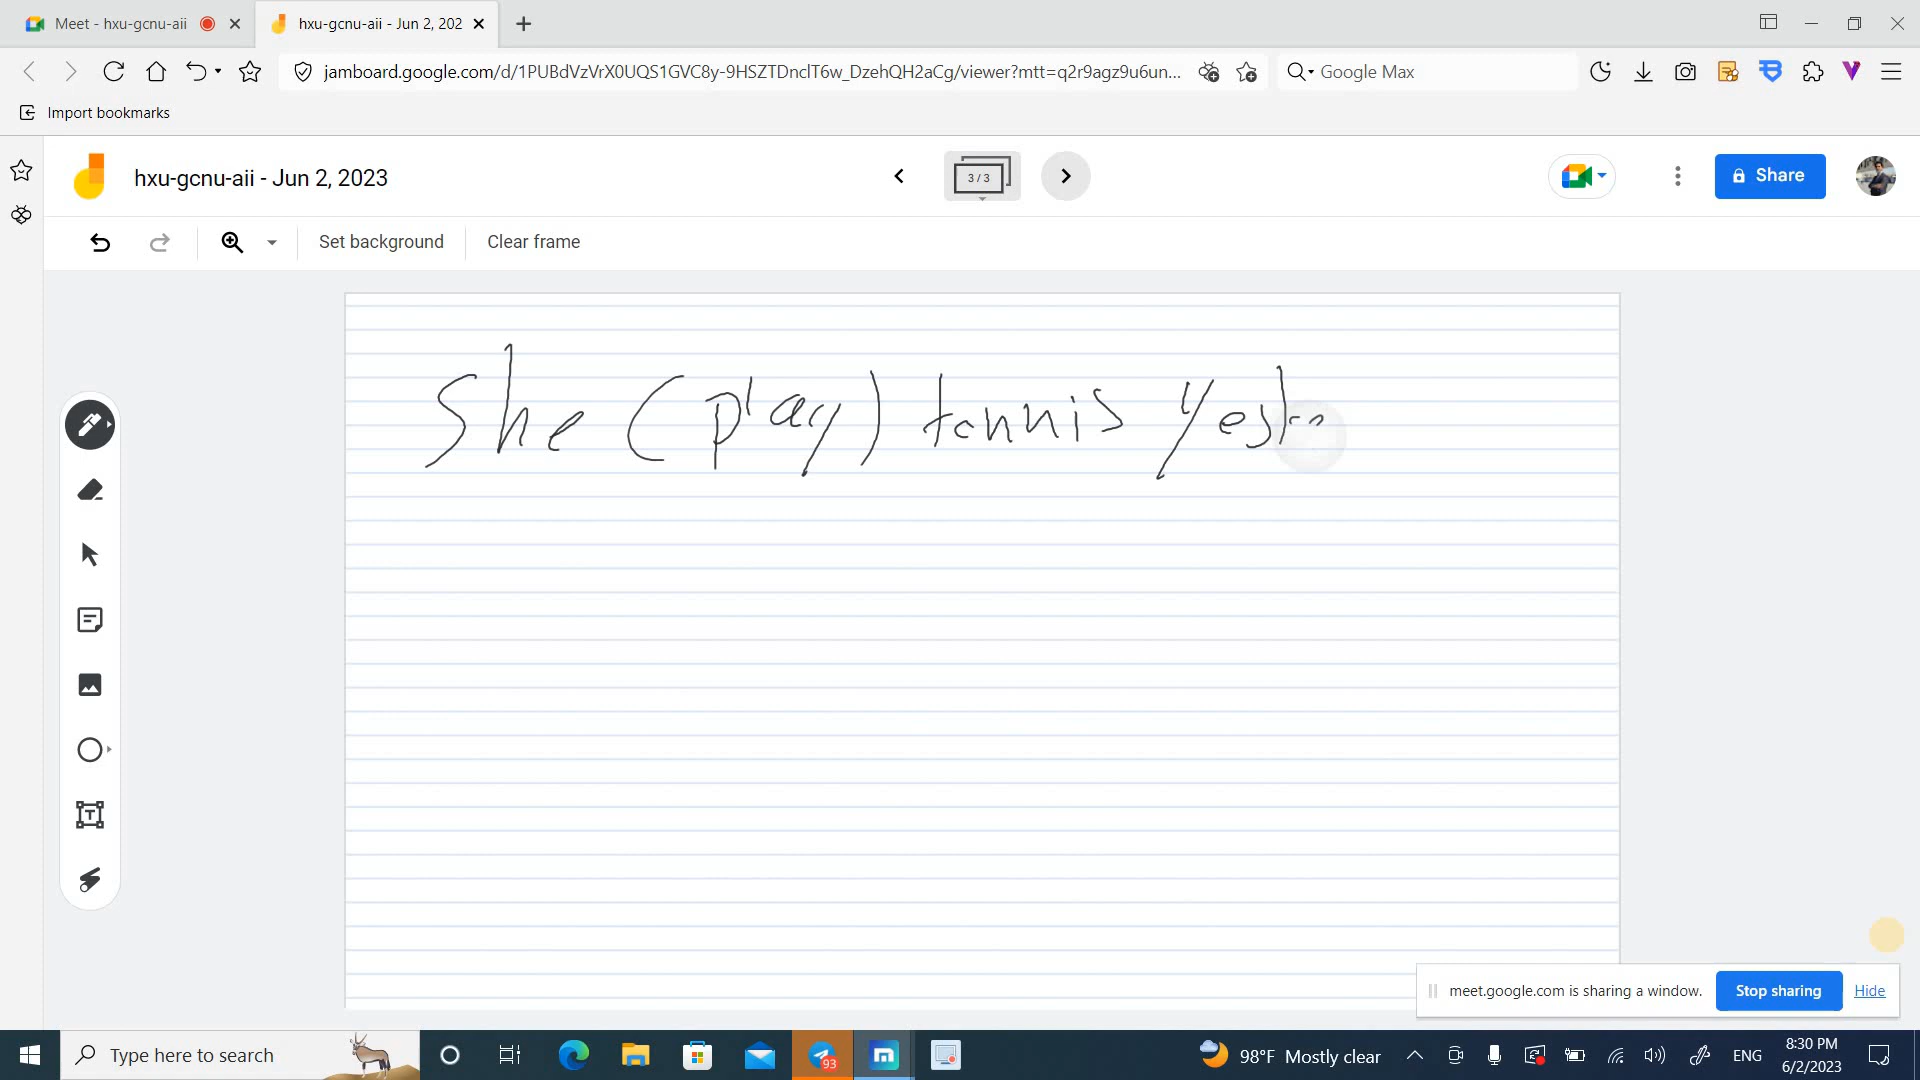 Meet - hxu-gcnu-aii
hxu-gcnu-aii - Jun 2, 202
jamboard.google.com/d/1PUBdVzVrX0UQS1GVC8y-9HSZTDnclT6w_DzehQH2aCg/viewer?mtt=q2r9agz9u6un...
Google Max
Import bookmarks
hxu-gcnu-aii - Jun 2, 2023
3 / 3
Share
Set background
Clear frame
She (play) tennis yeste
meet.google.com is sharing a window.
Stop sharing
Hide
Type here to search
93
98°F Mostly clear
ENG
8:30 PM
6/2/2023